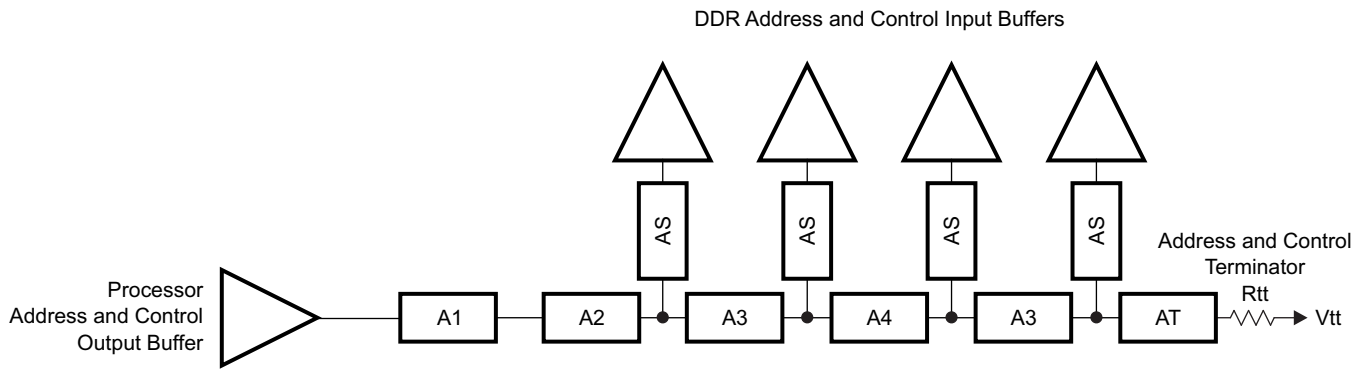 DDR Address and Control Input Buffers
AS
AS
AS
AS
Address and Control
Terminator
Rtt
Vtt
Processor
Address and Control
Output Buffer
A1
A2
A3
A4
A3
AT